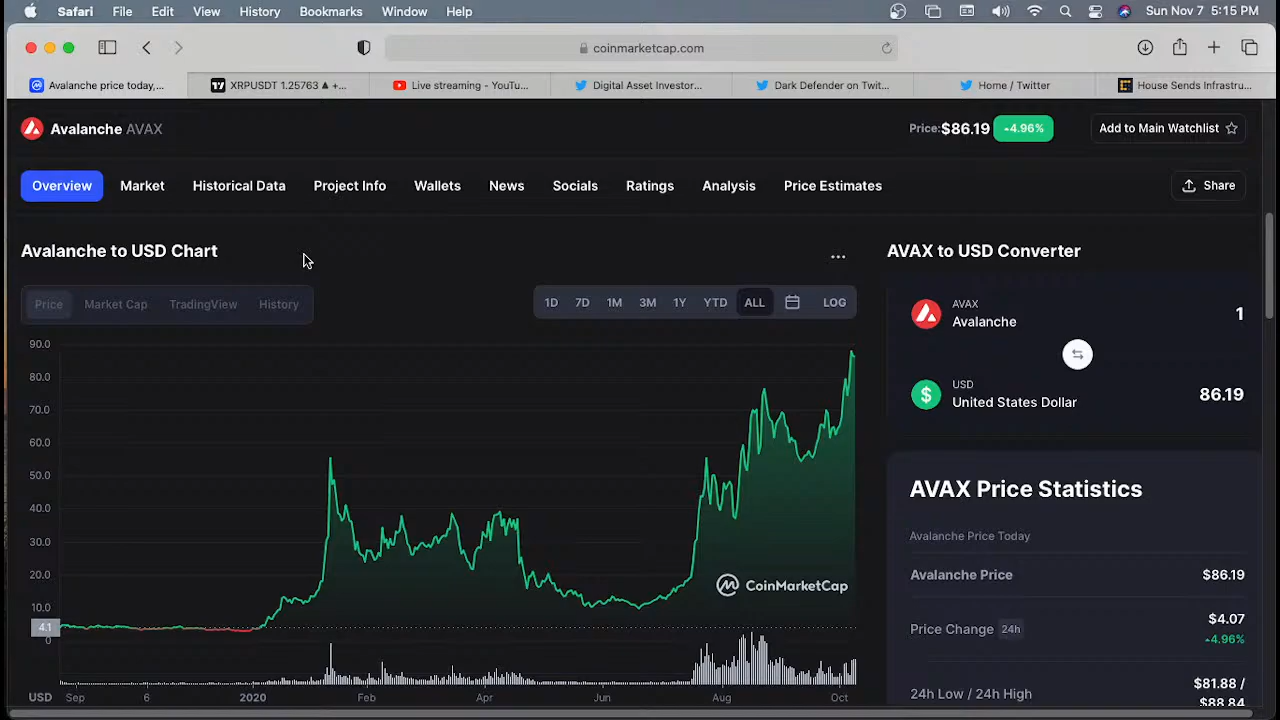 Safari File Edit View History Bookmarks Window Help Sun Nov 7 5:15 PM
coinmarketcap.com
Avalanche price today,... XRPUSDT 1.25763 ▲ +... Live streaming - YouTu... Digital Asset Investor... Dark Defender on Twit... Home / Twitter House Sends Infrastru...
Avalanche AVAX Price: $86.19 4.96% Add to Main Watchlist
Overview Market Historical Data Project Info Wallets News Socials Ratings Analysis Price Estimates Share
Avalanche to USD Chart
Price Market Cap TradingView History
1D 7D 1M 3M 1Y YTD ALL LOG
90.0
80.0
70.0
60.0
50.0
40.0
30.0
20.0
10.0
4.1
0
CoinMarketCap
USD Sep 6 2020 Feb Apr Jun Aug Oct
AVAX to USD Converter
AVAX
Avalanche 1
USD
United States Dollar 86.19
$
AVAX Price Statistics
Avalanche Price Today
Avalanche Price $86.19
Price Change 24h $4.07
4.96%
24h Low / 24h High $81.88 /
$88.84